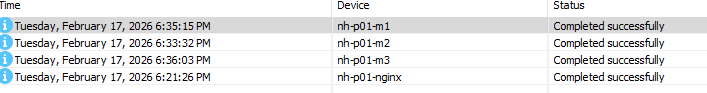 Time Device Status
Tuesday, February 17, 2026 6:35:15 PM nh-p01-m1 Completed successfully
Tuesday, February 17, 2026 6:33:32 PM nh-p01-m2 Completed successfully
Tuesday, February 17, 2026 6:36:03 PM nh-p01-m3 Completed successfully
Tuesday, February 17, 2026 6:21:26 PM nh-p01-nginx Completed successfully